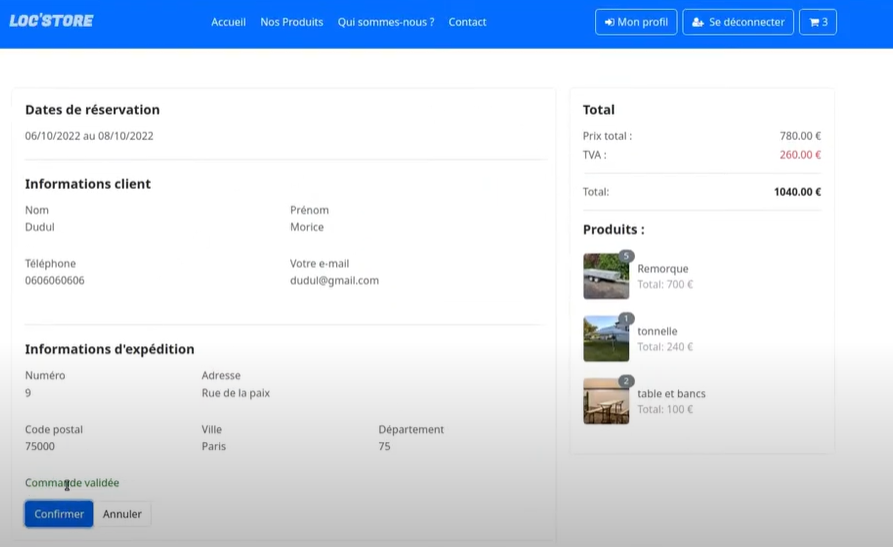 LOC'STORE
Accueil Nos Produits Qui sommes-nous ? Contact
Mon profil Se déconnecter 3
Dates de réservation
06/10/2022 au 08/10/2022
Informations client
Nom Prénom
Dudul Morice
Téléphone Votre e-mail
0606060606 dudul@gmail.com
Informations d'expédition
Numéro Adresse
9 Rue de la paix
Code postal Ville Département
75000 Paris 75
Commande validée
Confirmer Annuler
Total
Prix total : 780.00 €
TVA : 260.00 €
Total: 1040.00 €
Produits :
5
Remorque
Total: 700 €
1
tonnelle
Total: 240 €
2
table et bancs
Total: 100 €